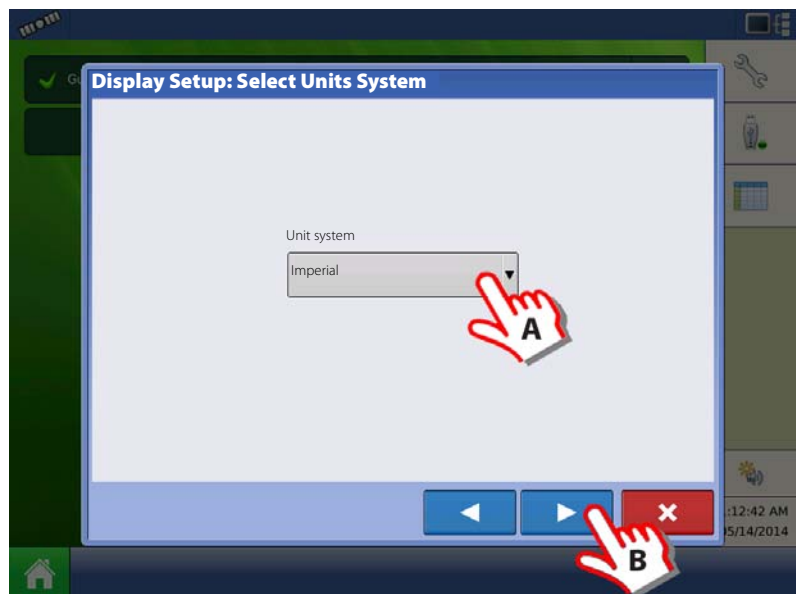 Display Setup: Select Units System
Unit system
Imperial
A
B
:12:42 AM
5/14/2014